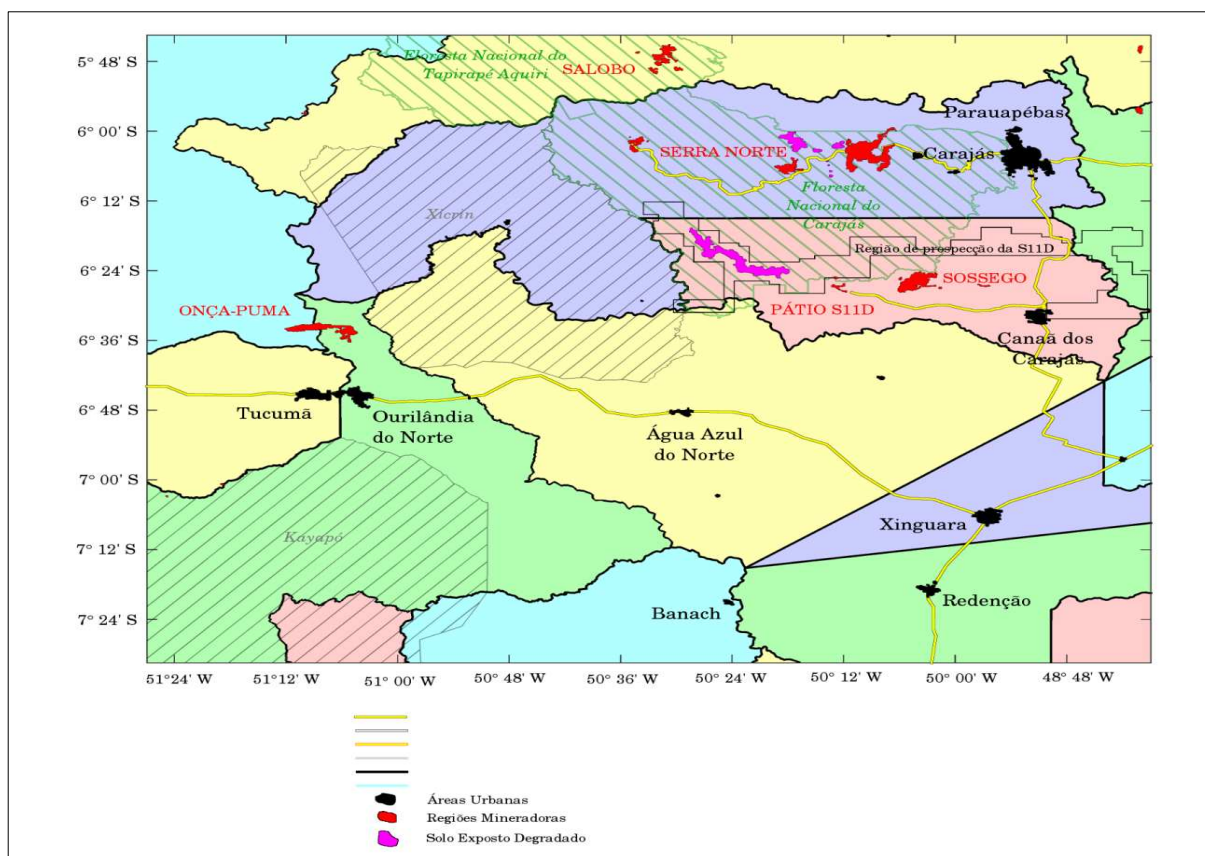 5° 48' S
6° 00' S
6° 12' S
6° 24' S
6° 36' S
6° 48' S
7° 00' S
7° 12' S
7° 24' S
Floresta Nacional do
Tapirapé Aquiri
SALOBO
Parauapébas
SERRA NORTE
Carajás
Floresta
Nacional do
Carajás
Xicrin
Região de prospecção da S11D
SOSSEGO
ONÇA-PUMA
PÁTIO S11D
Canaã dos
Carajás
Tucumã
Ourilândia
do Norte
Água Azul
do Norte
Xinguara
Kayapó
Banach
Redenção
51° 24' W
51° 12' W
51° 00' W
50° 48' W
50° 36' W
50° 24' W
50° 12' W
50° 00' W
48° 48' W
Áreas Urbanas
Regiões Mineradoras
Solo Exposto Degradado